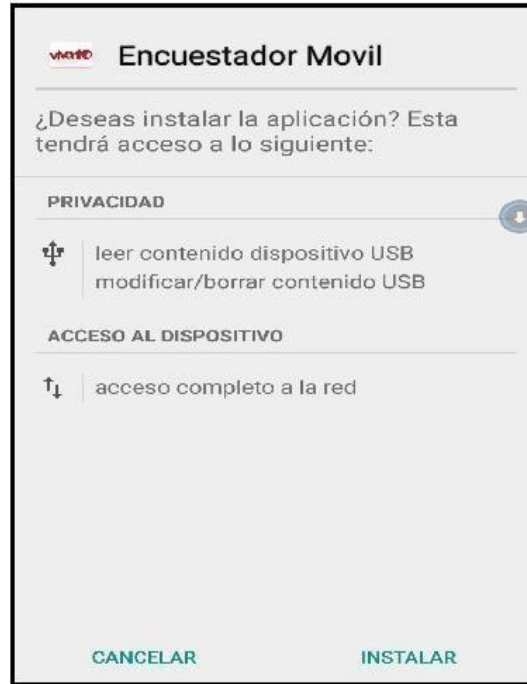 Encuestador Movil
¿Deseas instalar la aplicación? Esta
tendrá acceso a lo siguiente:
PRIVACIDAD
leer contenido dispositivo USB
modificar/borrar contenido USB
ACCESO AL DISPOSITIVO
acceso completo a la red
CANCELAR INSTALAR